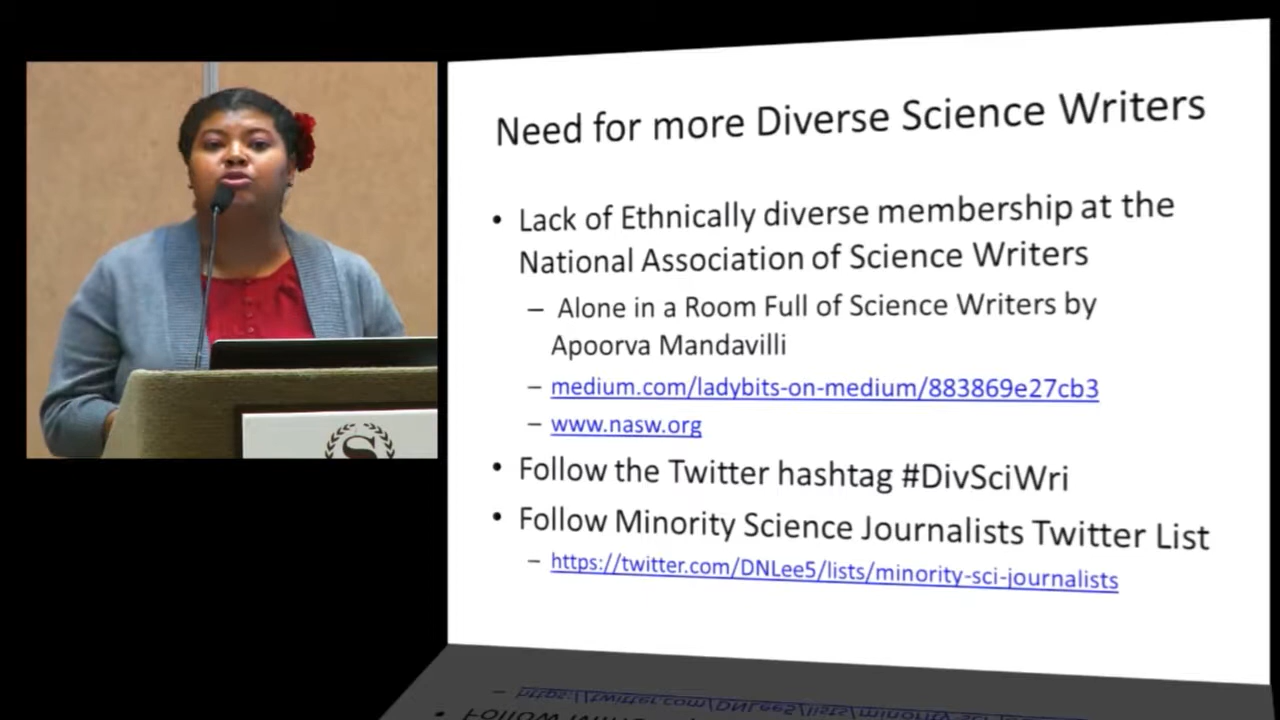 Need for more Diverse Science Writers
• Lack of Ethnically diverse membership at the
National Association of Science Writers
– Alone in a Room Full of Science Writers by
Apoorva Mandavilli
– medium.com/ladybits-on-medium/883869e27cb3
– www.nasw.org
• Follow the Twitter hashtag #DivSciWri
• Follow Minority Science Journalists Twitter List
– https://twitter.com/DNLee5/lists/minority-sci-journalists
S